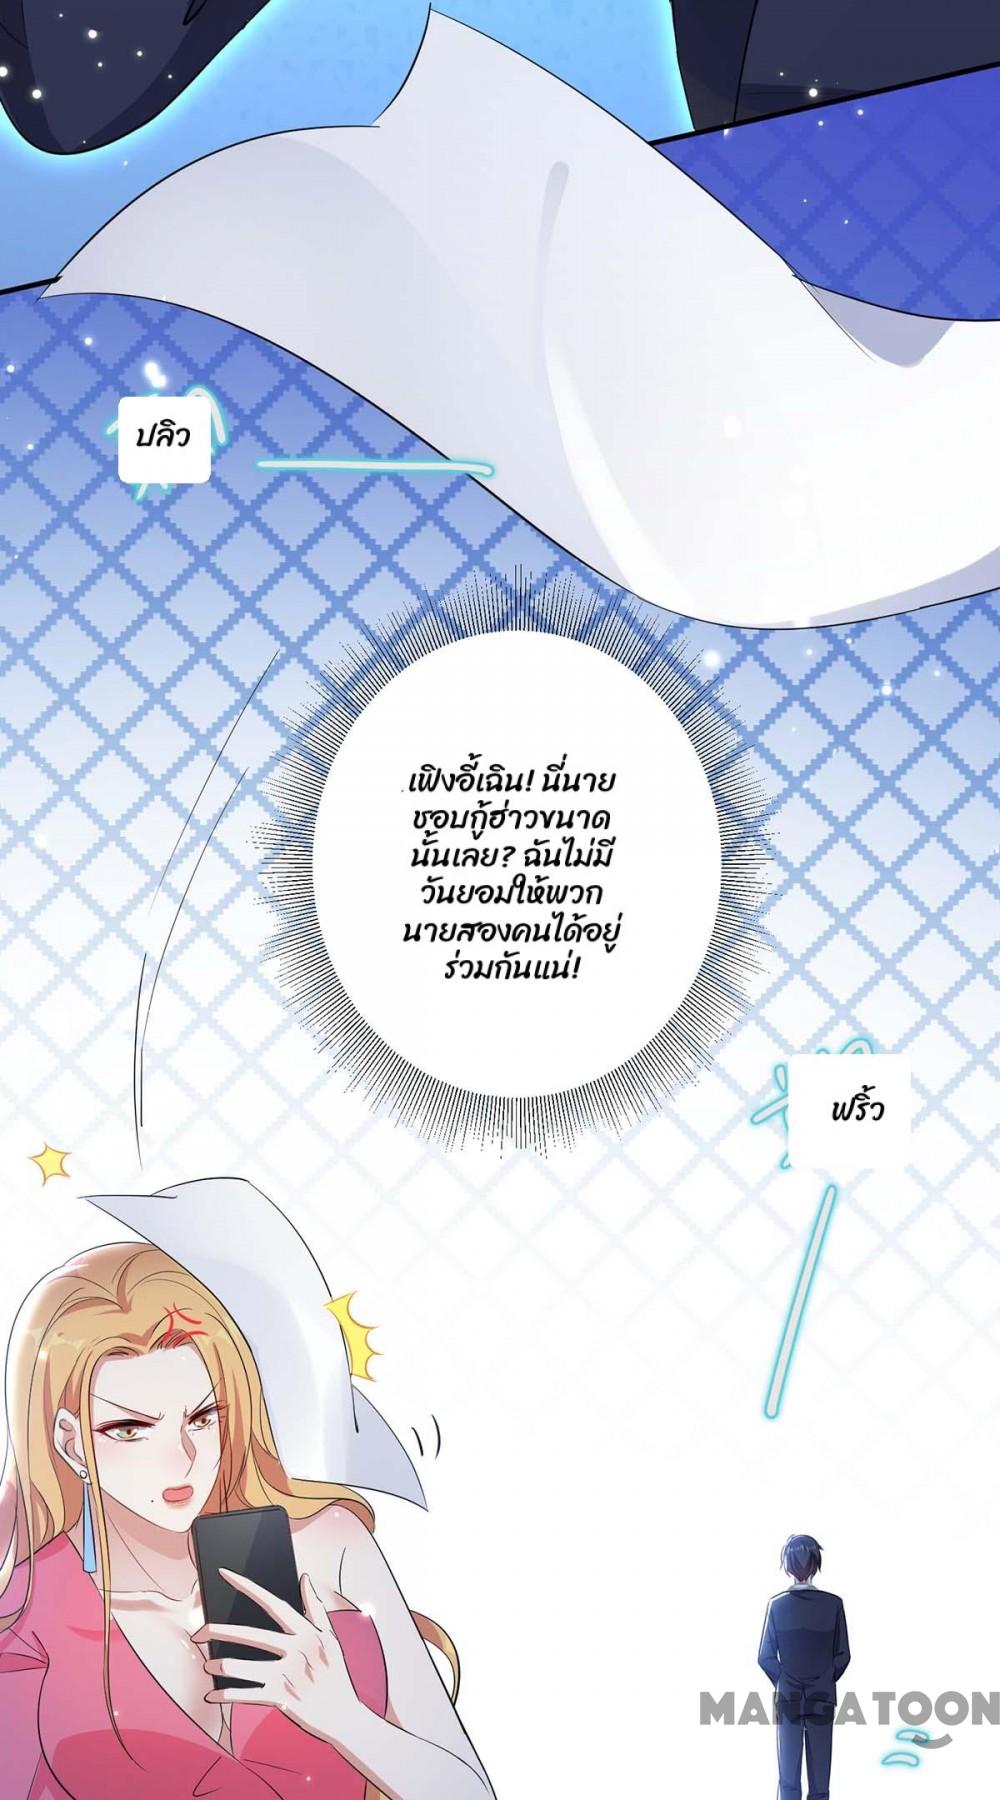 ปลิว
เฟิงอี้เฉิน! นี่นาย
ชอบกู้ฮ่าวขนาด
นั้นเลย? ฉันไม่มี
วันยอมให้พวก
นายสองคนได้อยู่
ร่วมกันแน่!
ฟริ้ว
MANGATOON